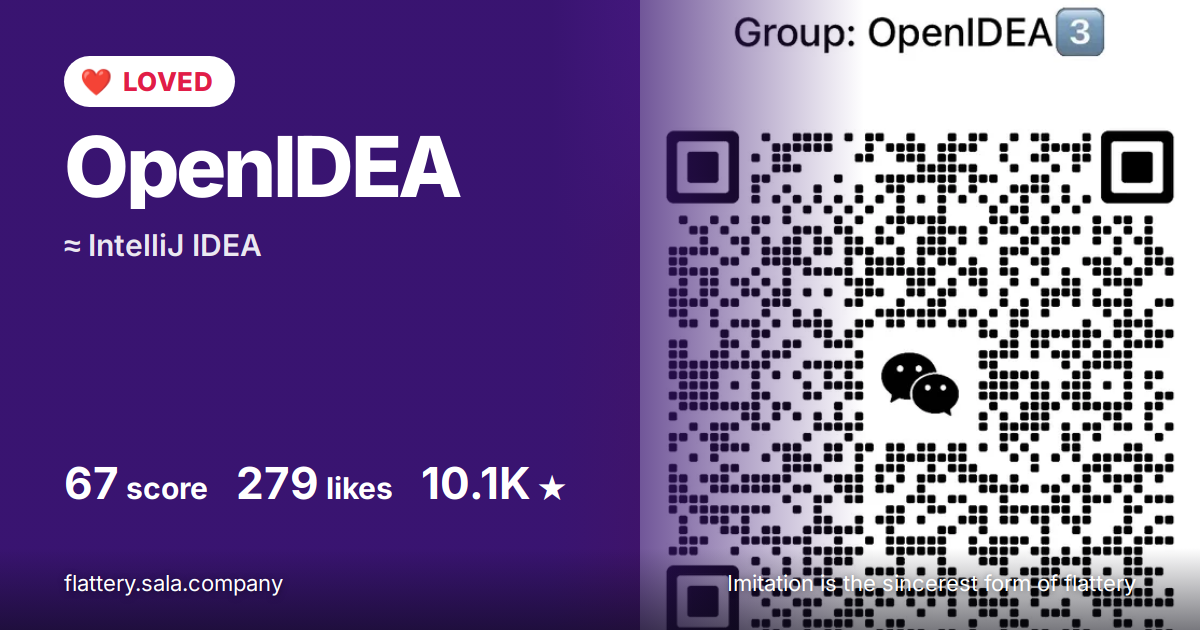 Group: OpenIDEA3️⃣
❤️ LOVED
OpenIDEA
≈ IntelliJ IDEA
67 score 279 likes 10.1K ★
flattery.sala.company
Imitation is the sincerest form of flattery